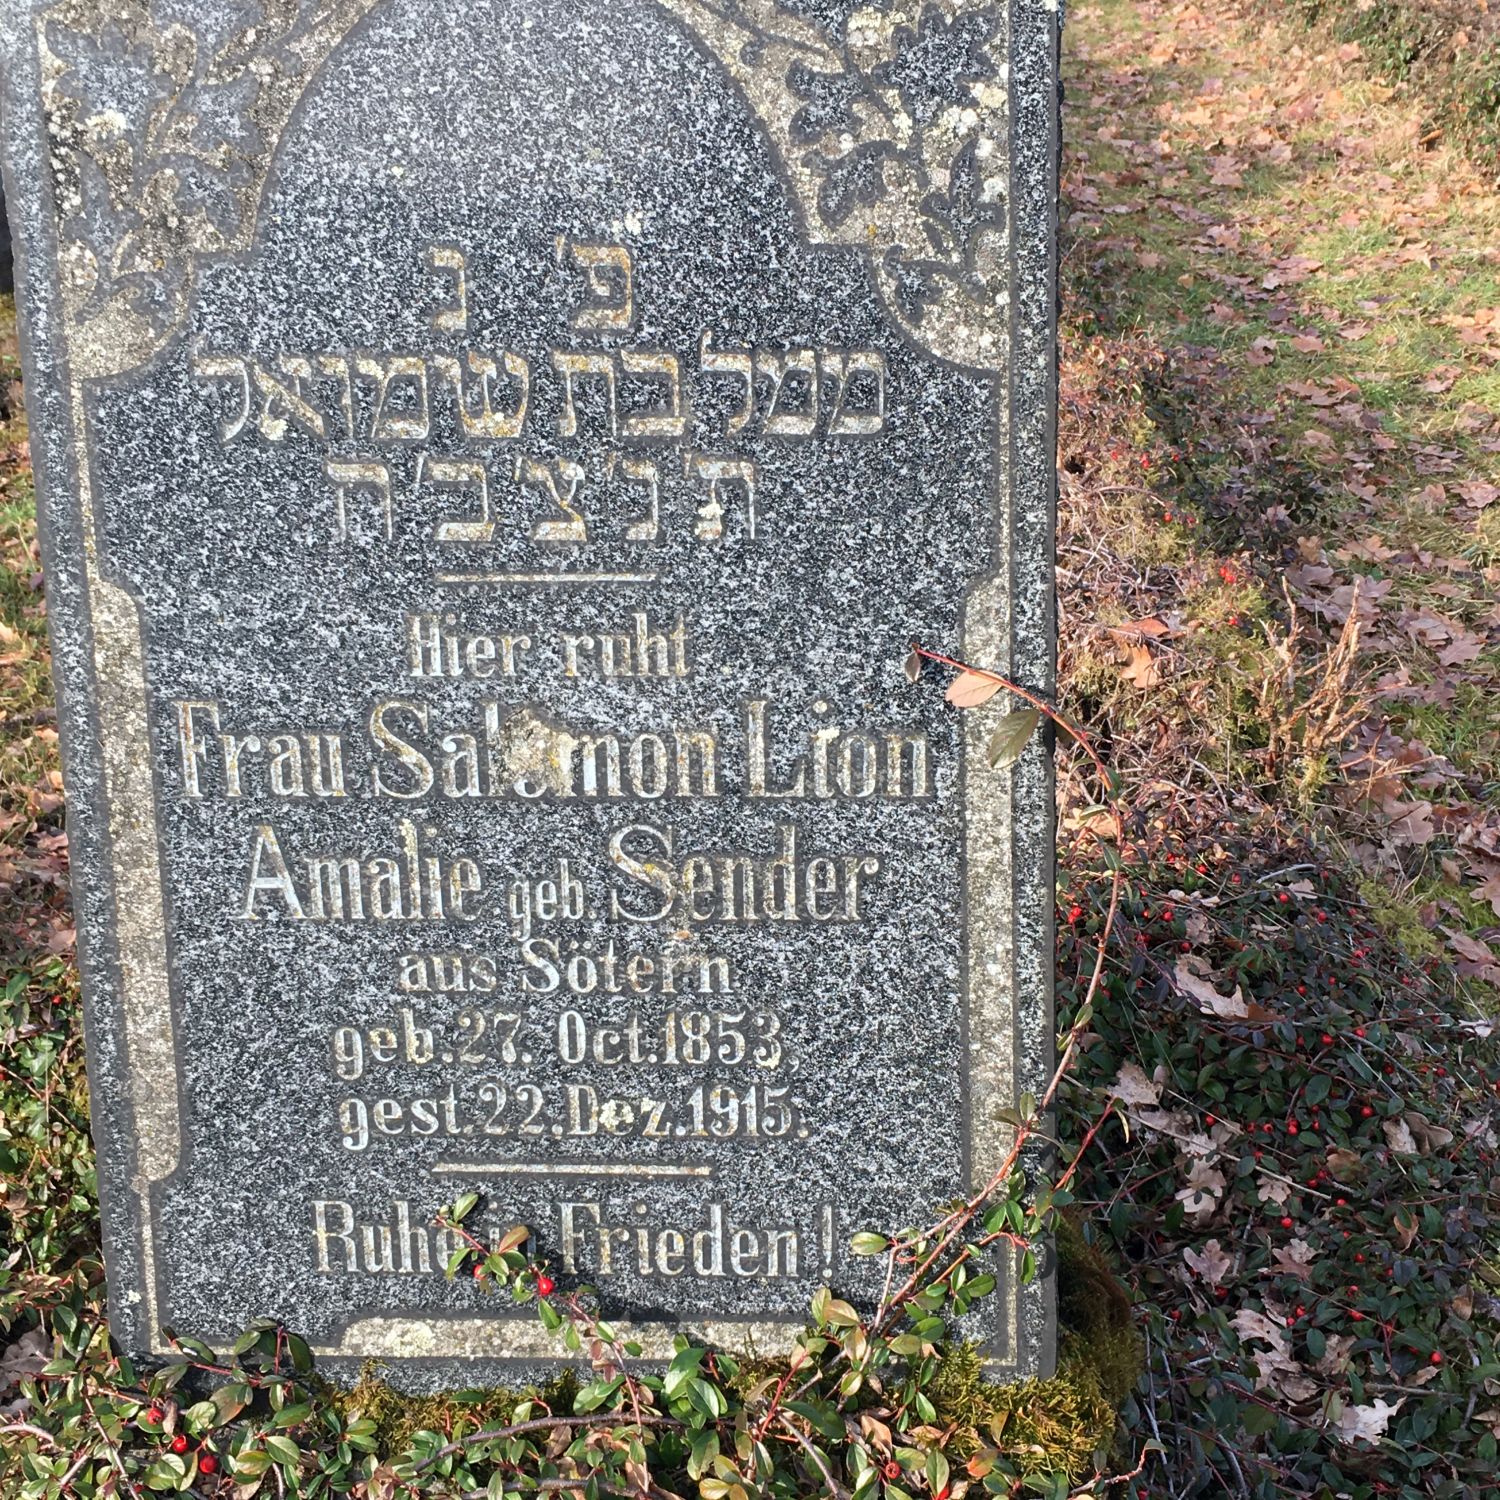 פ׳ נ
ממל בת שמואל
ת׳ נ׳ צ׳ ב׳ ה
Hier ruht
Frau Salomon Lion
Amalie geb. Sender
aus Sötern
geb. 27. Oct. 1853,
gest. 22. Dez. 1915.
Ruhe in Frieden!